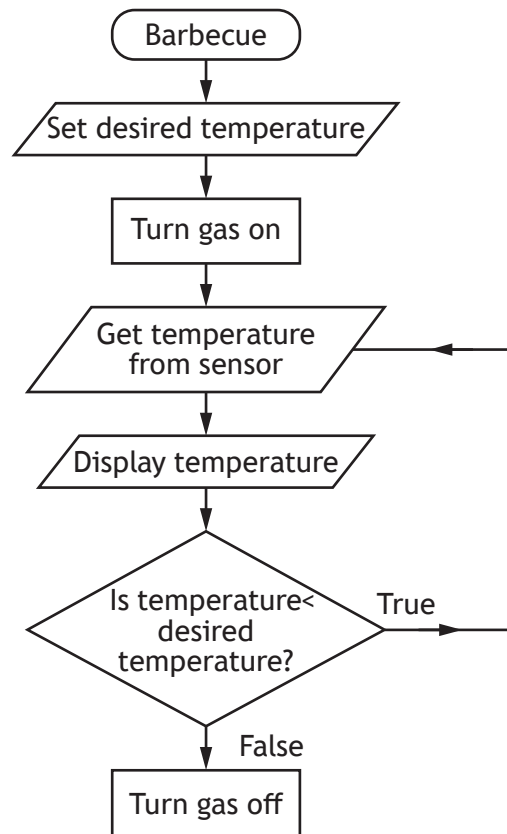 Barbecue
Set desired temperature
Turn gas on
Get temperature
from sensor
Display temperature
Is temperature<
desired
temperature?
True
False
Turn gas off